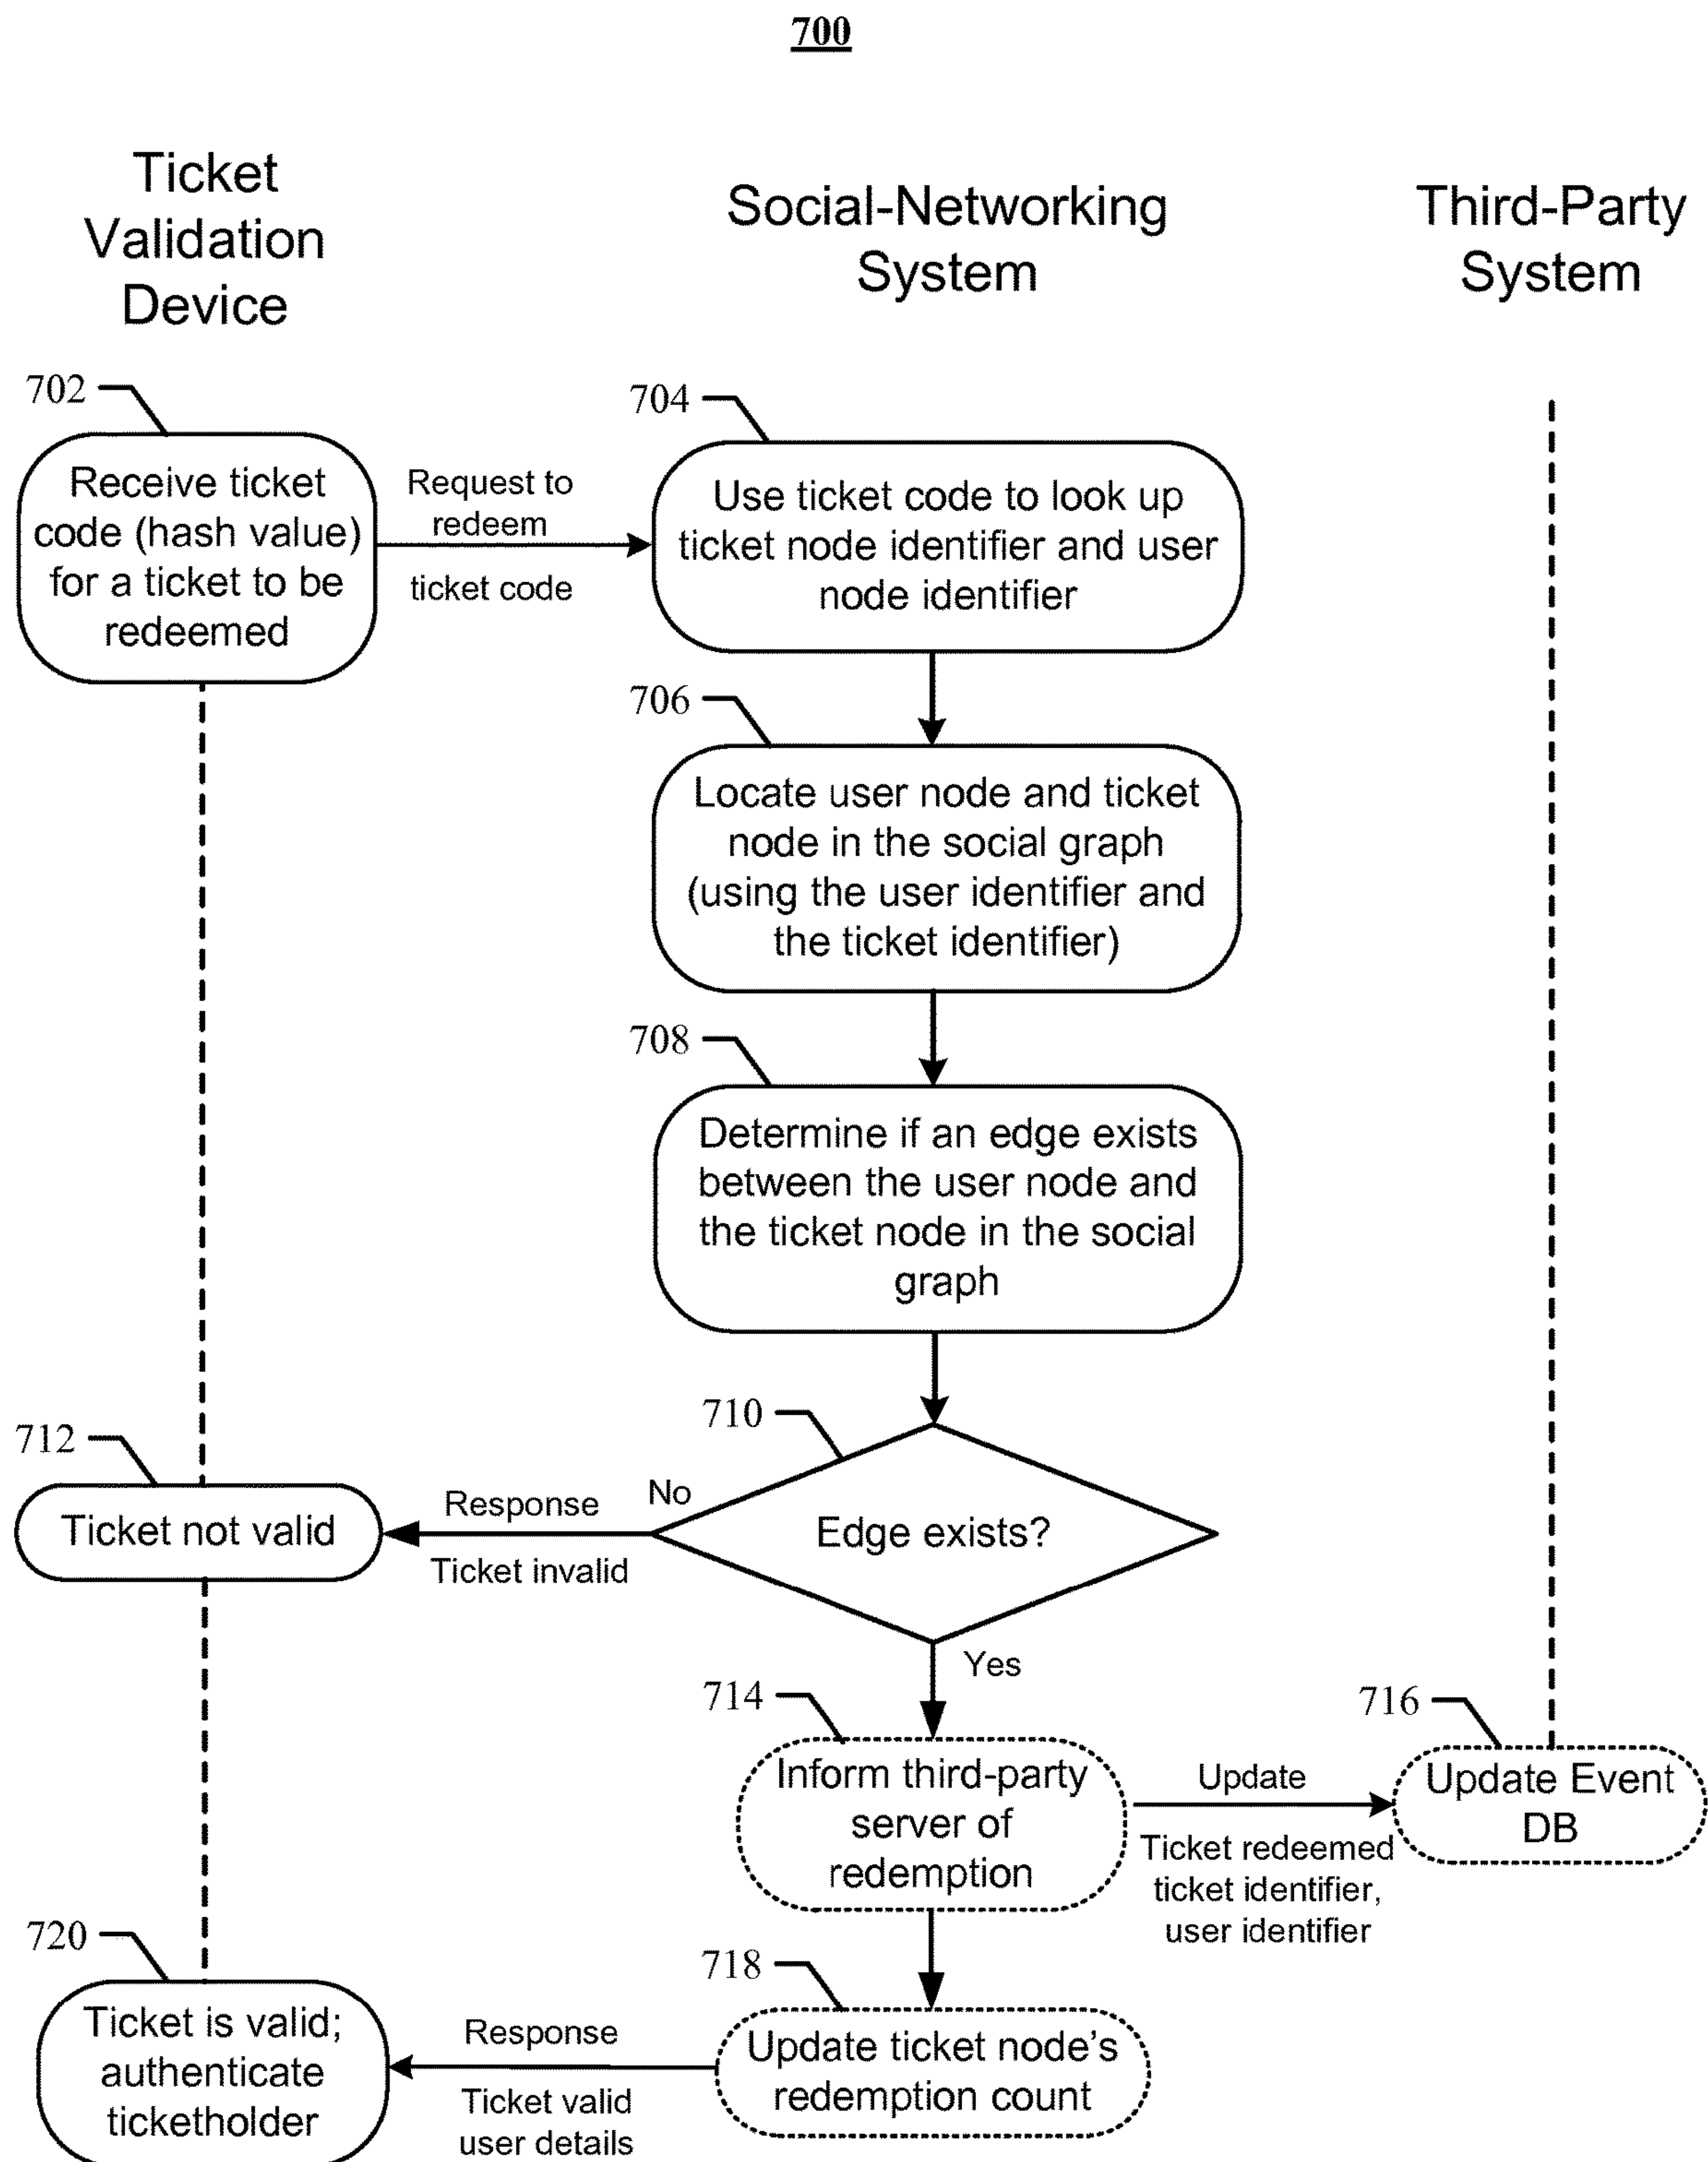 700
Ticket
Validation
Device
Social-Networking
System
Third-Party
System
702
Receive ticket
code (hash value)
for a ticket to be
redeemed
Request to
redeem
ticket code
704
Use ticket code to look up
ticket node identifier and user
node identifier
706
Locate user node and ticket
node in the social graph
(using the user identifier and
the ticket identifier)
708
Determine if an edge exists
between the user node and
the ticket node in the social
graph
710
Edge exists?
No
Response
Ticket invalid
712
Ticket not valid
Yes
714
Inform third-party
server of
redemption
Update
Ticket redeemed
ticket identifier,
user identifier
716
Update Event
DB
718
Update ticket node's
redemption count
Response
Ticket valid
user details
720
Ticket is valid;
authenticate
ticketholder